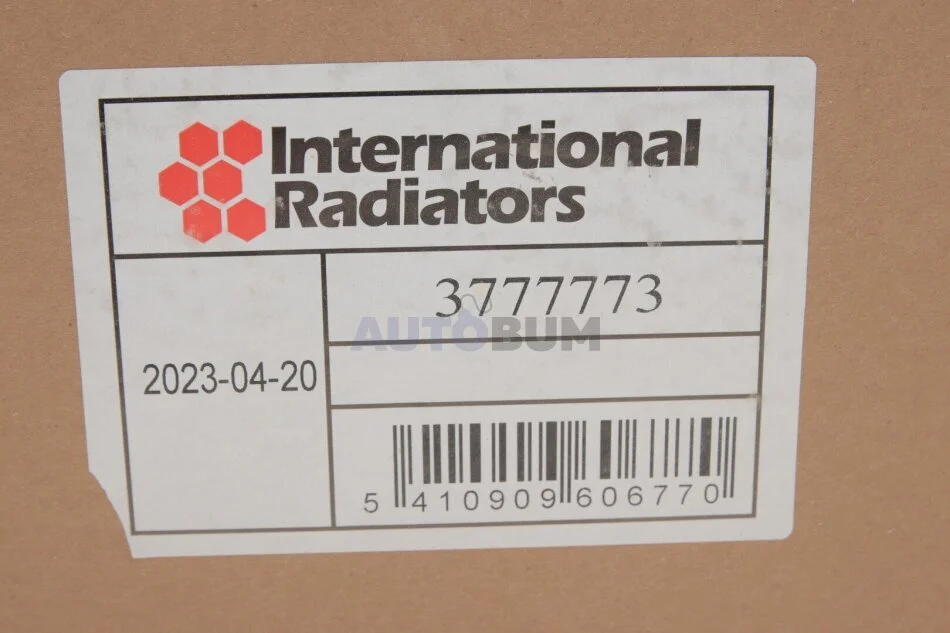 International
Radiators
3777773
AUTOBUM
2023-04-20
5 410909 606770